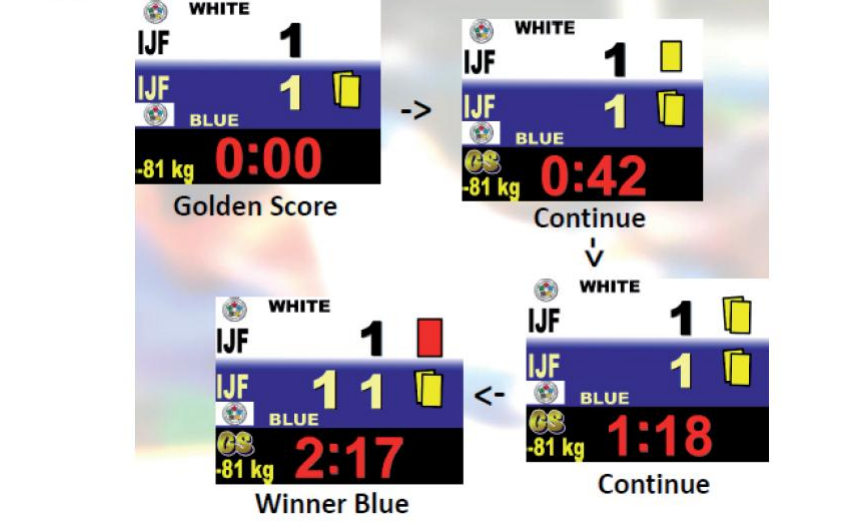 WHITE
IJF 1
IJF 1
BLUE
-81 kg 0:00
Golden Score
->
WHITE
IJF 1
IJF 1
BLUE
GS
-81 kg 0:42
Continue
->
WHITE
IJF 1
IJF 1
BLUE
GS
-81 kg 1:18
Continue
<-
WHITE
IJF 1
IJF 1 1
BLUE
GS
-81 kg 2:17
Winner Blue